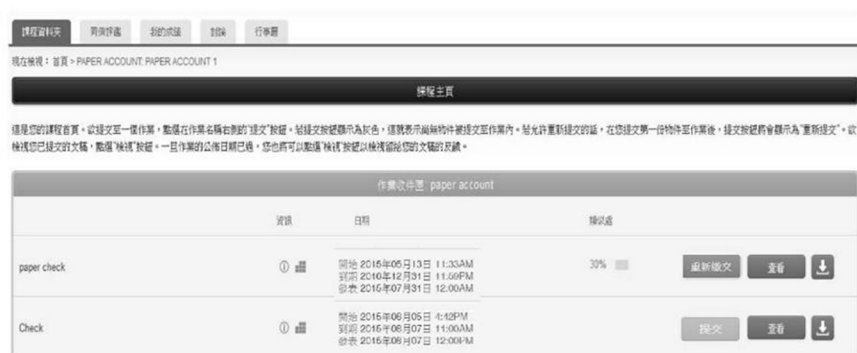 課程資料夾 同儕評鑑 我的成績 討論 行事曆
現在檢視：首頁 > PAPER ACCOUNT: PAPER ACCOUNT 1
課程主頁
這是您的課程首頁。欲提交至一個作業，點選在作業名稱右側的"提交"按鈕。若提交按鈕顯示為灰色，這就表示尚無物件被提交至作業內。若允許重新提交的話，在您提交第一份物件至作業後，提交按鈕將會顯示為"重新提交"。欲
檢視您已提交的文稿，點選"檢視"按鈕。一旦作業的公佈日期已過，您也將可以點選"檢視"按鈕以檢視留給您的文稿的反饋。
作業收件匣: paper account
資訊 日期 類似處
paper check
開始 2015年05月13日 11:33AM
到期 2016年12月31日 11:59PM
發表 2015年07月31日 12:00AM
30% 重新繳交 查看
Check
開始 2015年06月05日 4:42PM
到期 2015年06月07日 11:00AM
發表 2015年06月07日 12:00PM
提交 查看